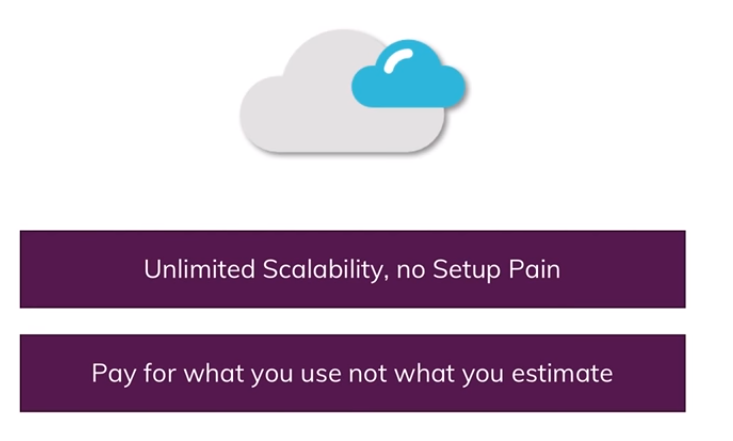 Unlimited Scalability, no Setup Pain
Pay for what you use not what you estimate